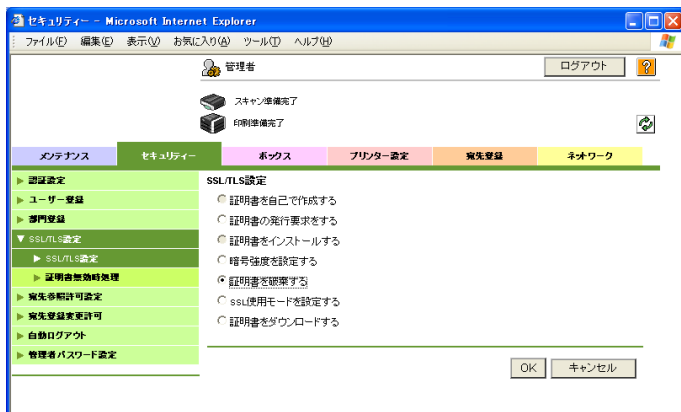 セキュリティー - Microsoft Internet Explorer
ファイル(F) 編集(E) 表示(V) お気に入り(A) ツール(T) ヘルプ(H)
管理者 ログアウト ?
スキャン準備完了
印刷準備完了
メンテナンス セキュリティー ボックス プリンター設定 宛先登録 ネットワーク
認証設定
ユーザー登録
部門登録
SSL/TLS設定
SSL/TLS設定
証明書無効時処理
宛先参照許可設定
宛先登録変更許可
自動ログアウト
管理者パスワード設定
SSL/TLS設定
証明書を自己で作成する
証明書の発行要求をする
証明書をインストールする
暗号強度を設定する
証明書を破棄する
SSL使用モードを設定する
証明書をダウンロードする
OK キャンセル